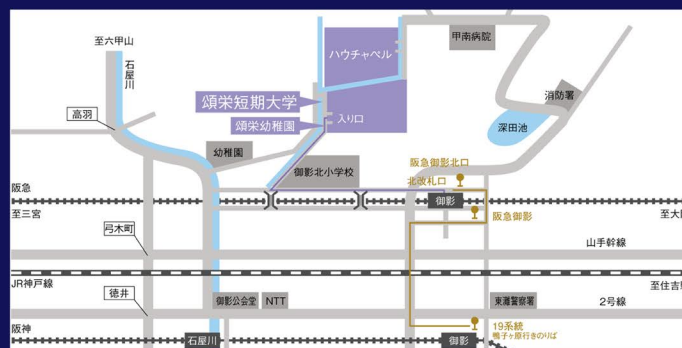 至六甲山
石屋川
高羽
ハウチャペル
甲南病院
頌栄短期大学
頌栄幼稚園
入り口
消防署
深田池
幼稚園
御影北小学校
阪急御影北口
北改札口
阪急
御影
至三宮
阪急御影
至大
弓木町
山手幹線
JR神戸線
至住吉
徳井
御影公会堂
NTT
東灘警察署
2号線
阪神
石屋川
御影
19系統
鴨子ヶ原行きのりば